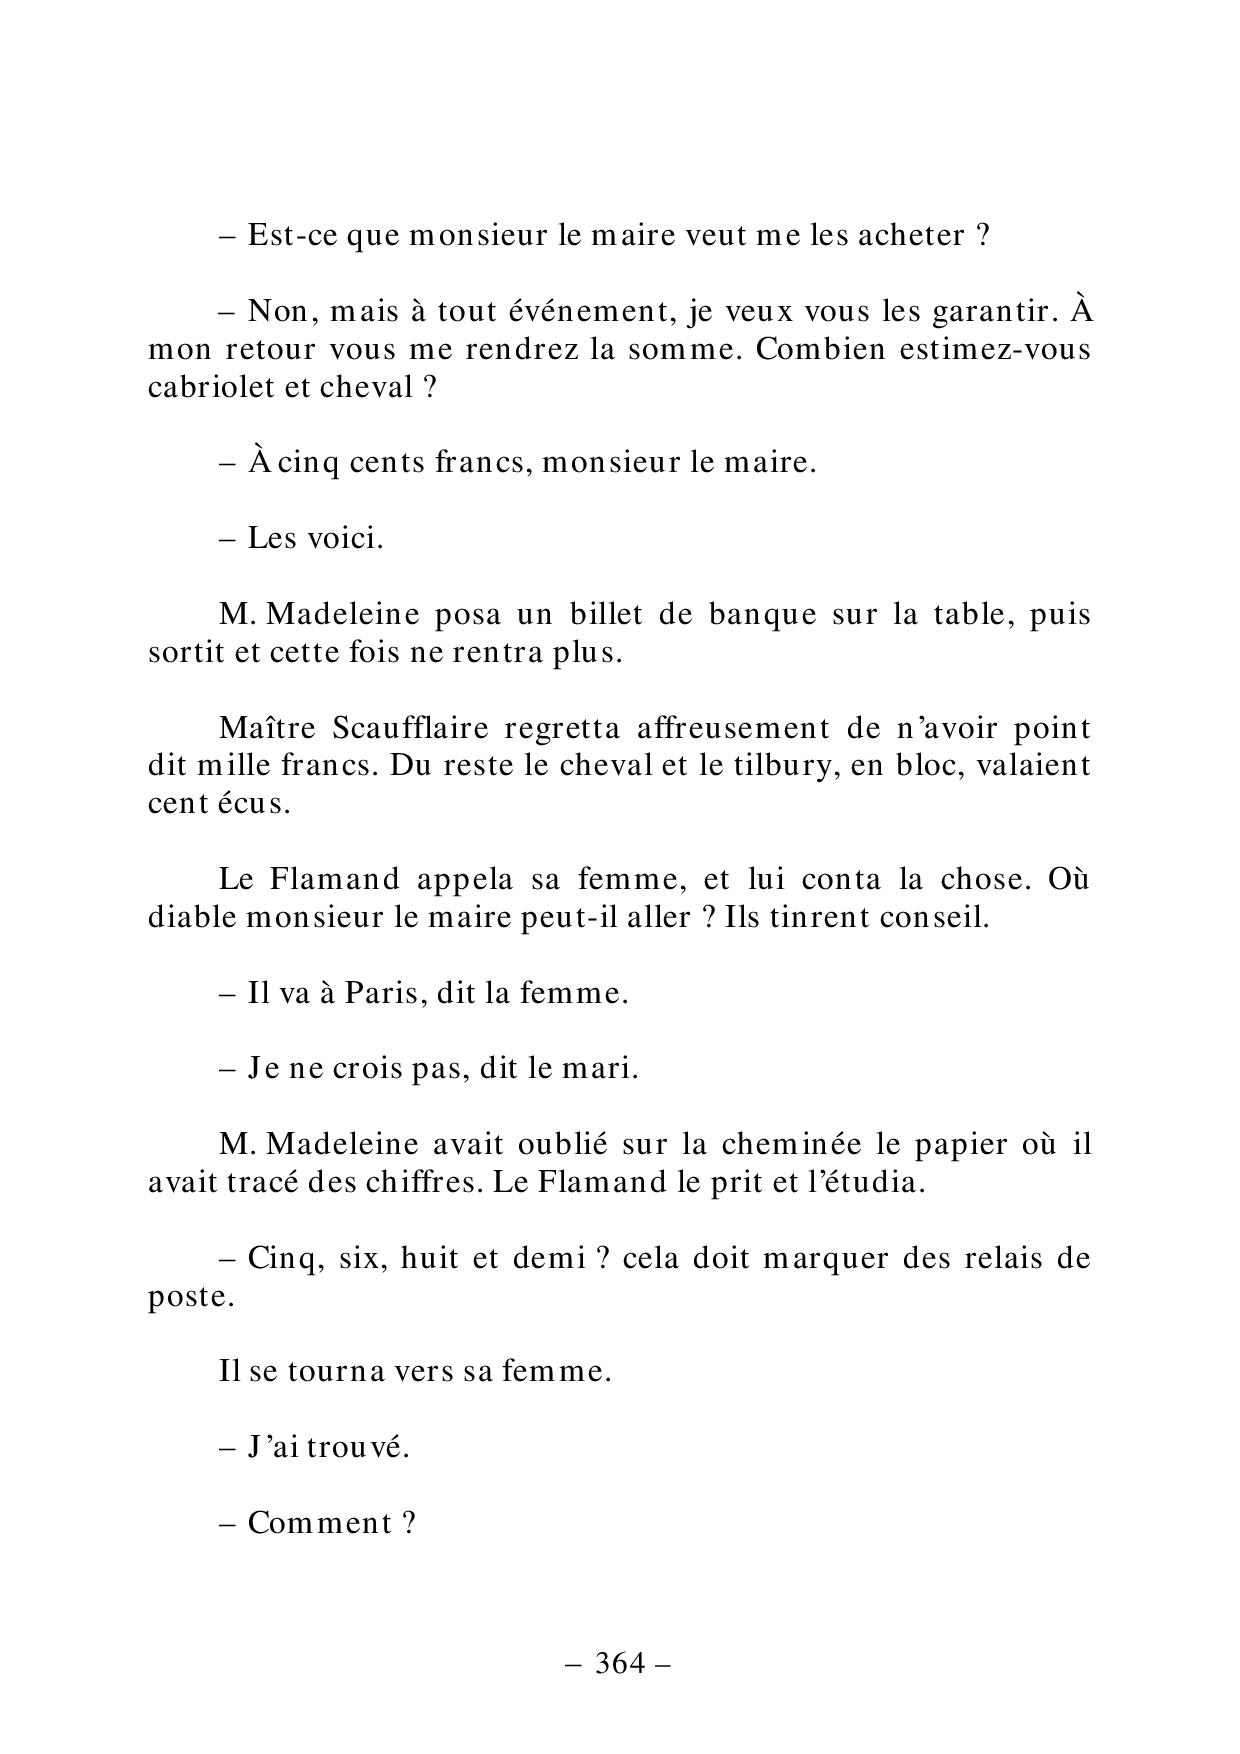 – Est-ce que monsieur le maire veut me les acheter ?
– Non, mais à tout événement, je veux vous les garantir. À
mon retour vous me rendrez la somme. Combien estimez-vous
cabriolet et cheval ?
– À cinq cents francs, monsieur le maire.
– Les voici.
M. Madeleine posa un billet de banque sur la table, puis
sortit et cette fois ne rentra plus.
Maître Scaufflaire regretta affreusement de n’avoir point
dit mille francs. Du reste le cheval et le tilbury, en bloc, valaient
cent écus.
Le Flamand appela sa femme, et lui conta la chose. Où
diable monsieur le maire peut-il aller ? Ils tinrent conseil.
– Il va à Paris, dit la femme.
– Je ne crois pas, dit le mari.
M. Madeleine avait oublié sur la cheminée le papier où il
avait tracé des chiffres. Le Flamand le prit et l’étudia.
– Cinq, six, huit et demi ? cela doit marquer des relais de
poste.
Il se tourna vers sa femme.
– J’ai trouvé.
– Comment ?
– 364 –